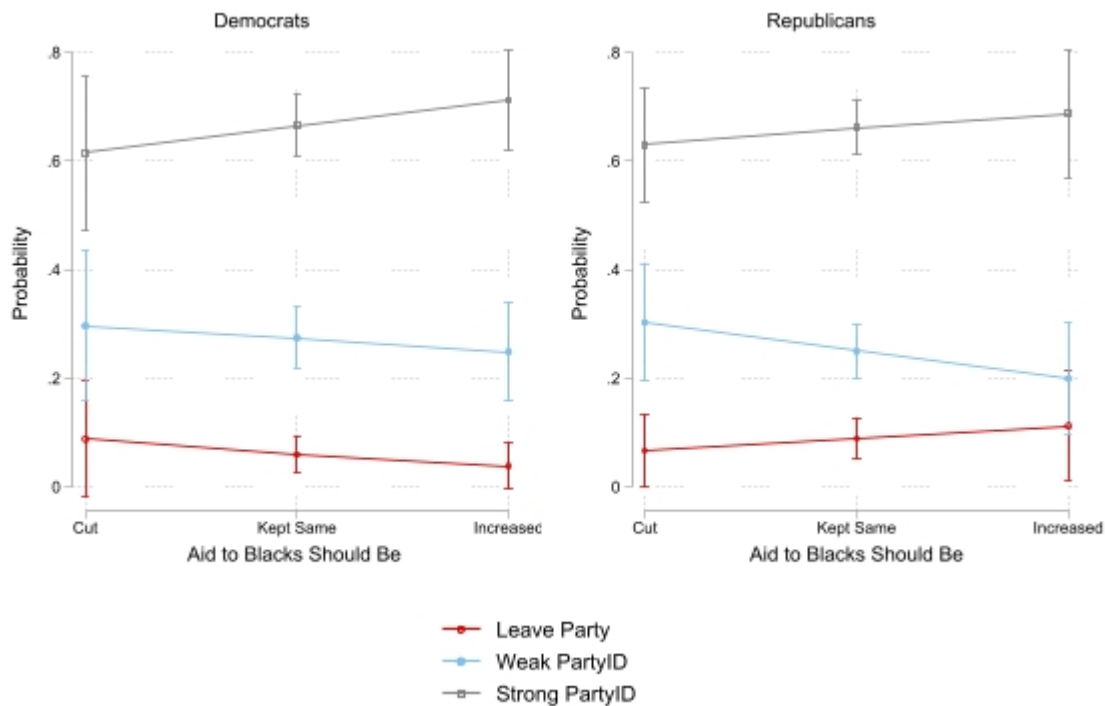 Democrats
Republicans
.8
.6
.4
.2
0
Probability
Cut
Kept Same
Increased
Aid to Blacks Should Be
.8
.6
.4
.2
0
Probability
Cut
Kept Same
Increased
Aid to Blacks Should Be
Leave Party
Weak PartyID
Strong PartyID